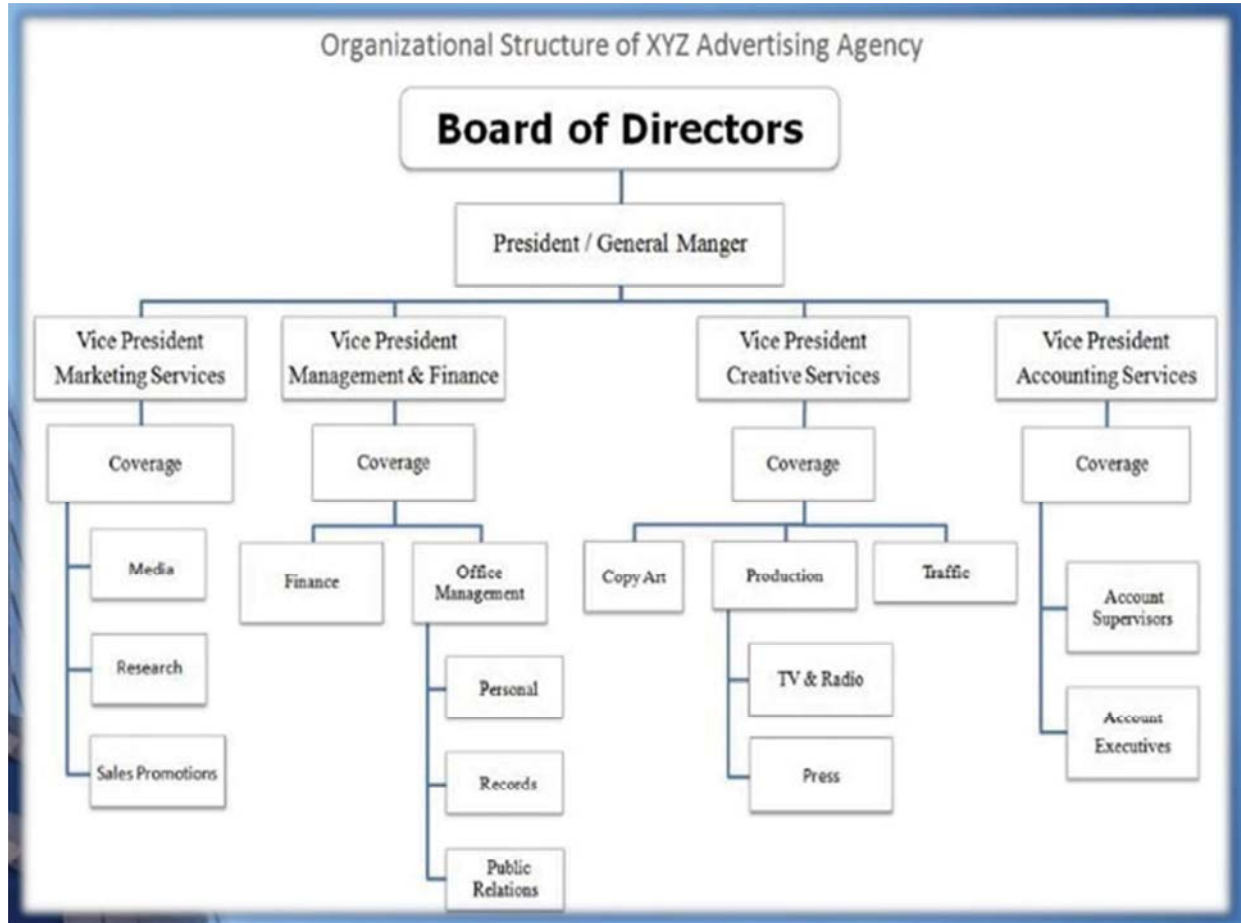 Organizational Structure of XYZ Advertising Agency
Board of Directors
President / General Manger
Vice President
Marketing Services
Vice President
Management & Finance
Vice President
Creative Services
Vice President
Accounting Services
Coverage
Coverage
Coverage
Coverage
Media
Research
Sales Promotions
Finance
Office
Management
Personal
Records
Public
Relations
Copy Art
Production
Traffic
TV & Radio
Press
Account
Supervisors
Account
Executives